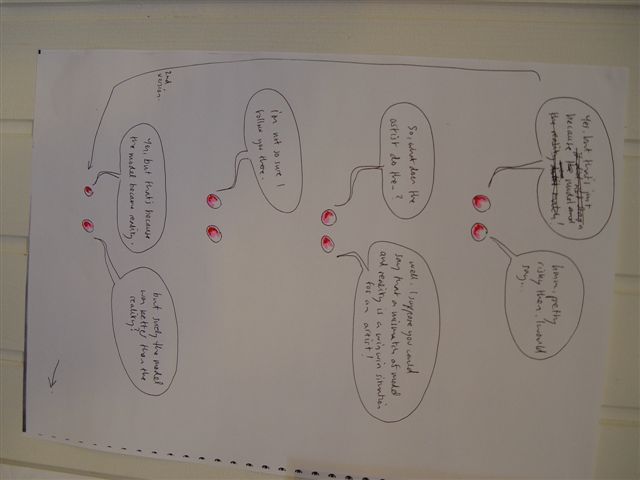 Yes, but that's just
because the model and
the reality match!
hmm, pretty
risky then, I would
say...
So, what does the
artist do then..?
well.. I suppose you could
say that a mismatch of model
and reality is a win win situation
for an artist!
i'm not so sure I
follow you there.
2nd
version.
Yes, but that's because
the model became reality.
but surely the model
was better than the
reality?